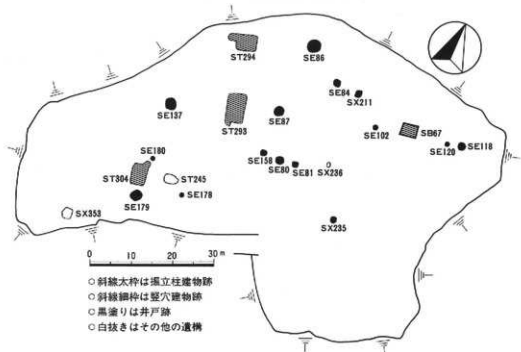 ST294
SE86
SE84
SX211
SE137
ST293
SE87
SE102
SB67
SE120
SE118
SE180
SE158
SE80
SE81
SX236
ST304
ST245
SE179
SE178
SX353
SX235
0 10 20 30m
○斜線太枠は掘立柱建物跡
○斜線細枠は竪穴建物跡
○黒塗りは井戸跡
○白抜きはその他の遺構